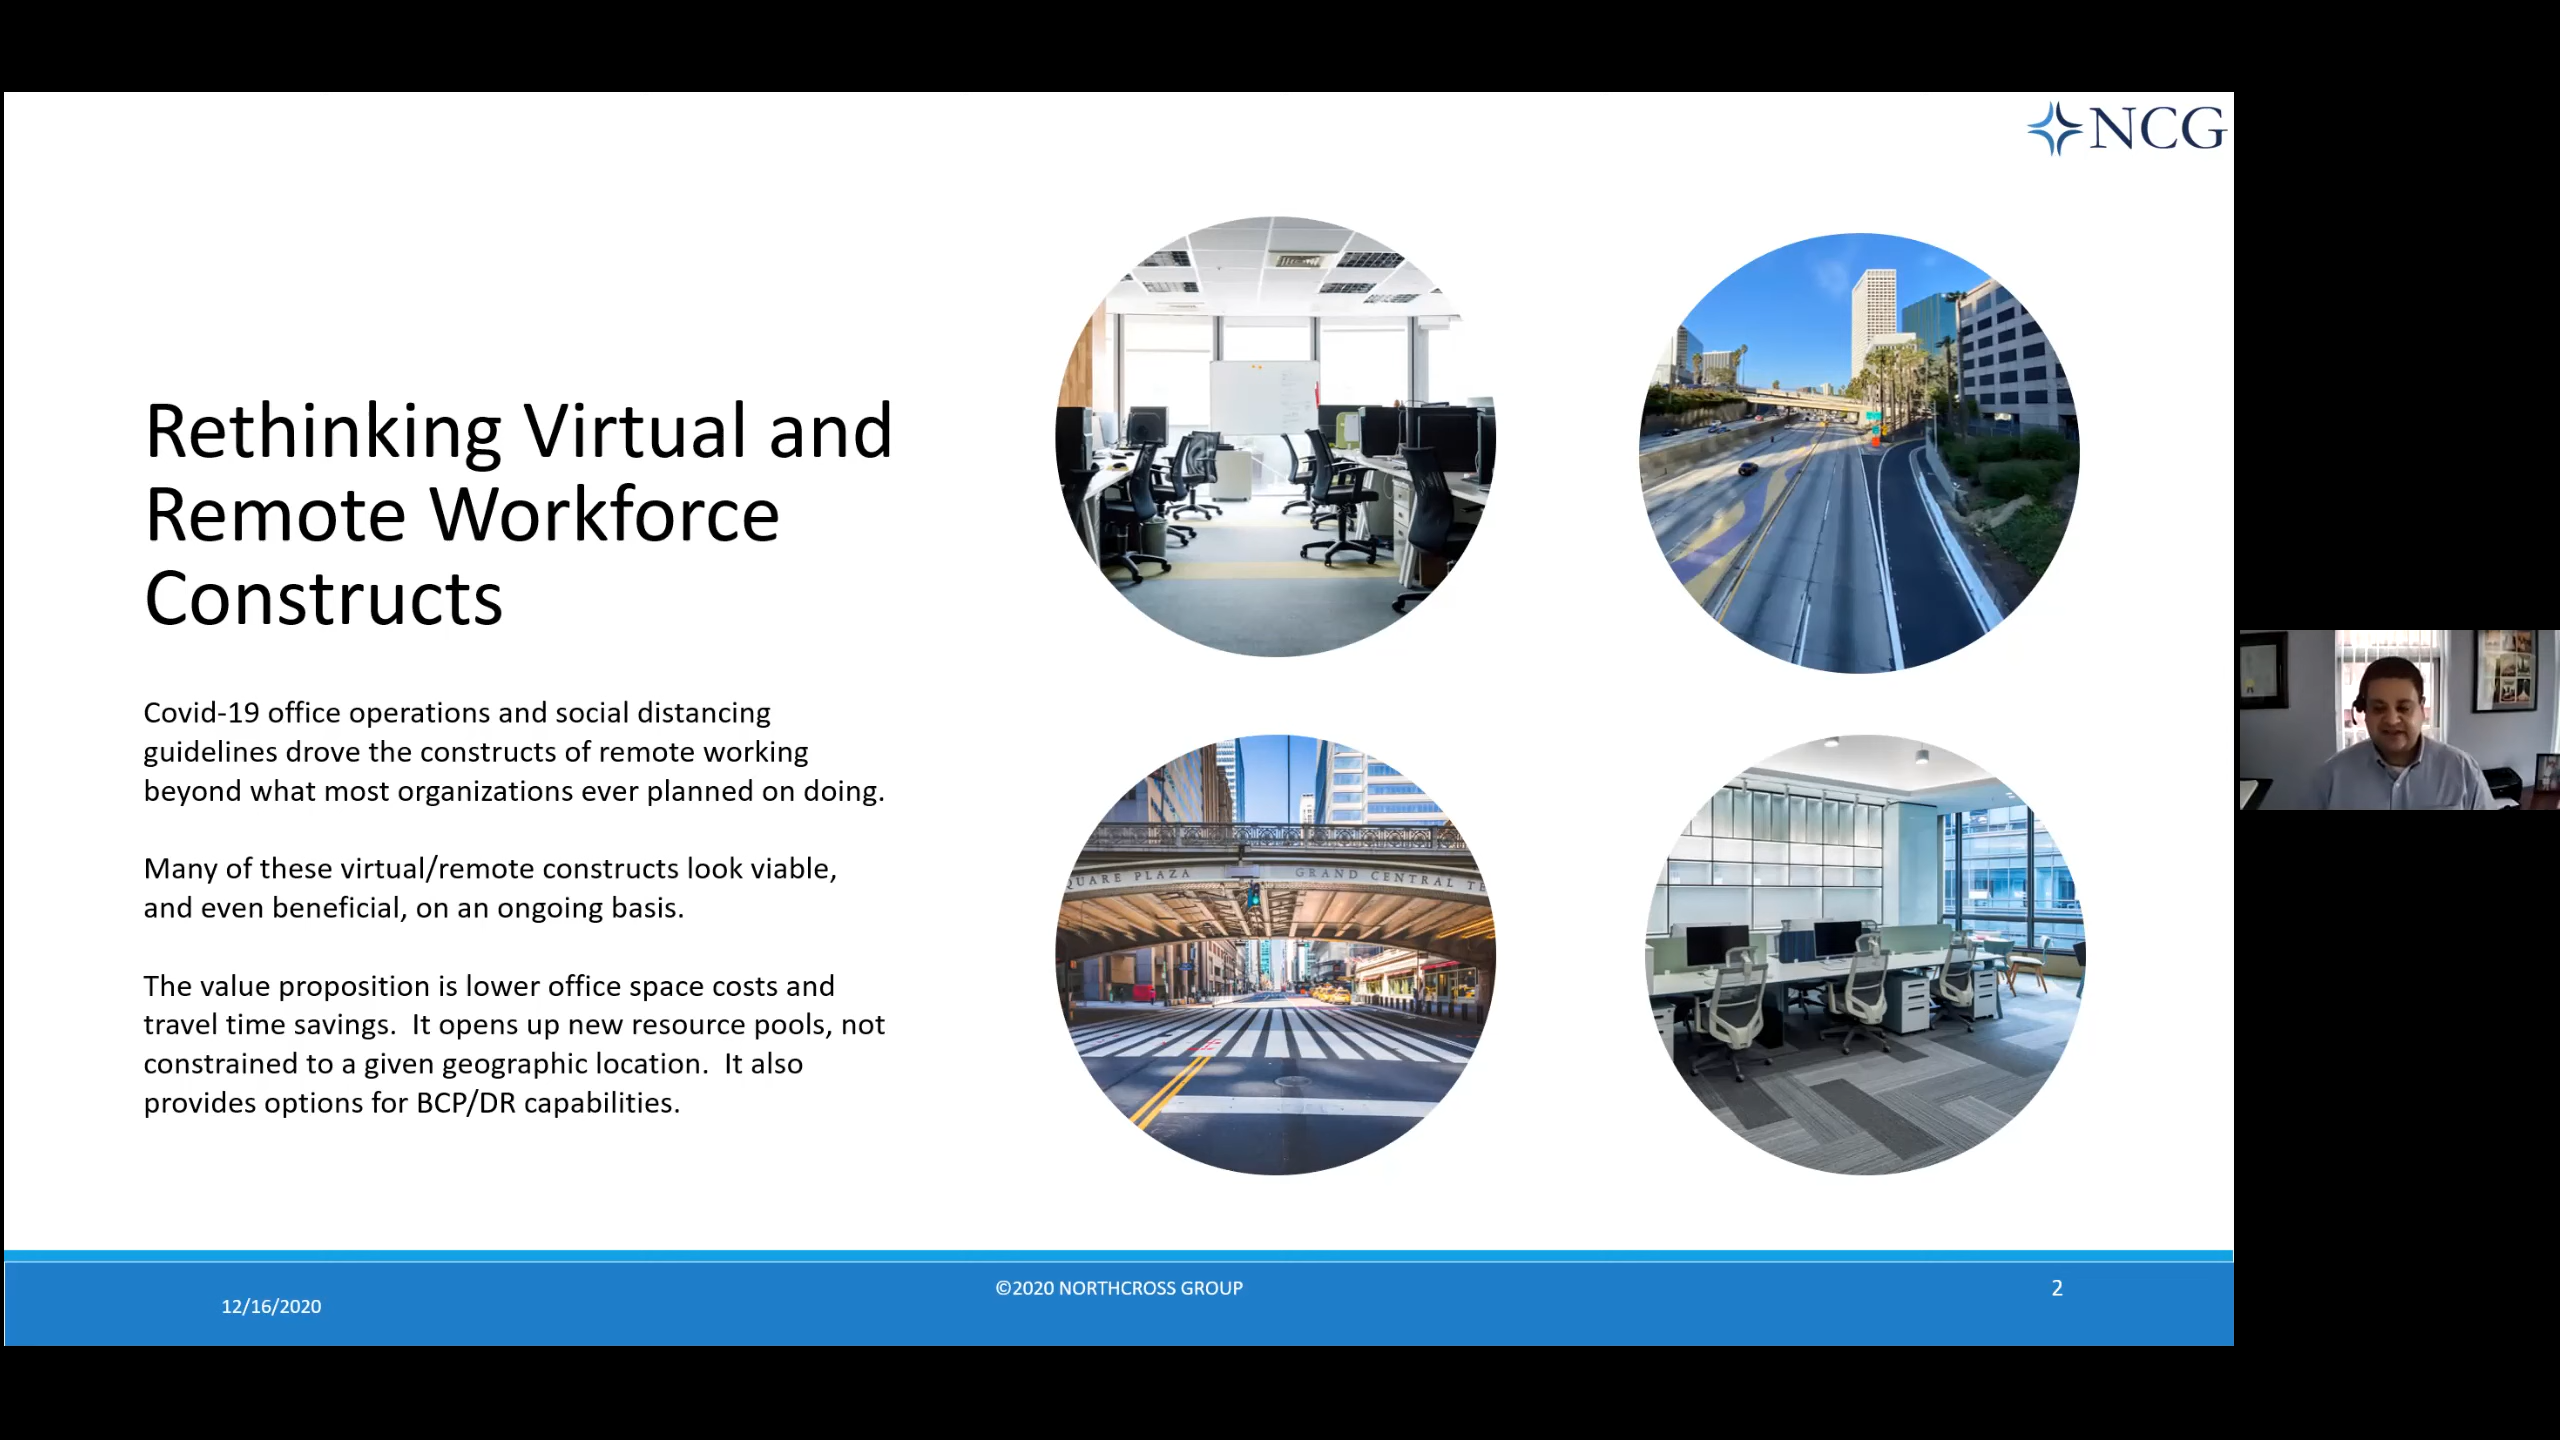 NCG
Rethinking Virtual and
Remote Workforce
Constructs
Covid-19 office operations and social distancing
guidelines drove the constructs of remote working
beyond what most organizations ever planned on doing.
Many of these virtual/remote constructs look viable,
and even beneficial, on an ongoing basis.
The value proposition is lower office space costs and
travel time savings.  It opens up new resource pools, not
constrained to a given geographic location.  It also
provides options for BCP/DR capabilities.
QUARE PLAZA GRAND CENTRAL TE
12/16/2020
©2020 NORTHCROSS GROUP
2